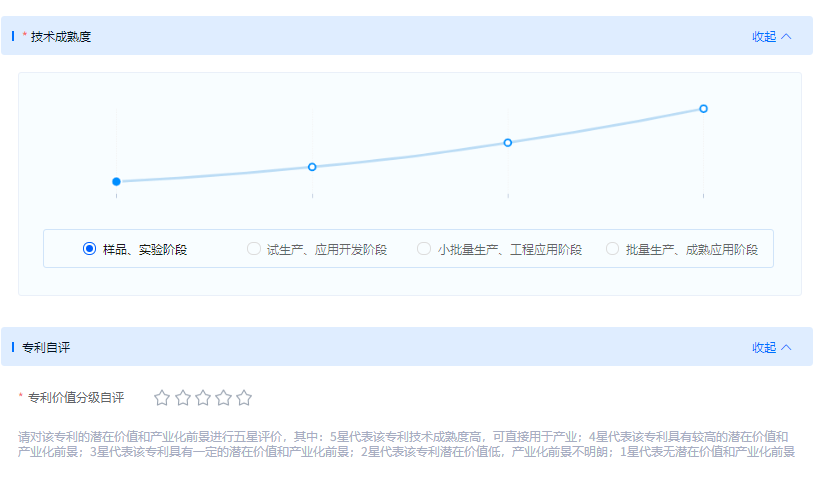 * 技术成熟度 收起
样品、实验阶段 试生产、应用开发阶段 小批量生产、工程应用阶段 批量生产、成熟应用阶段
专利自评 收起
* 专利价值分级自评
请对该专利的潜在价值和产业化前景进行五星评价，其中：5星代表该专利技术成熟度高，可直接用于产业；4星代表该专利具有较高的潜在价值和
产业化前景；3星代表该专利具有一定的潜在价值和产业化前景；2星代表该专利潜在价值低，产业化前景不明朗；1星代表无潜在价值和产业化前景